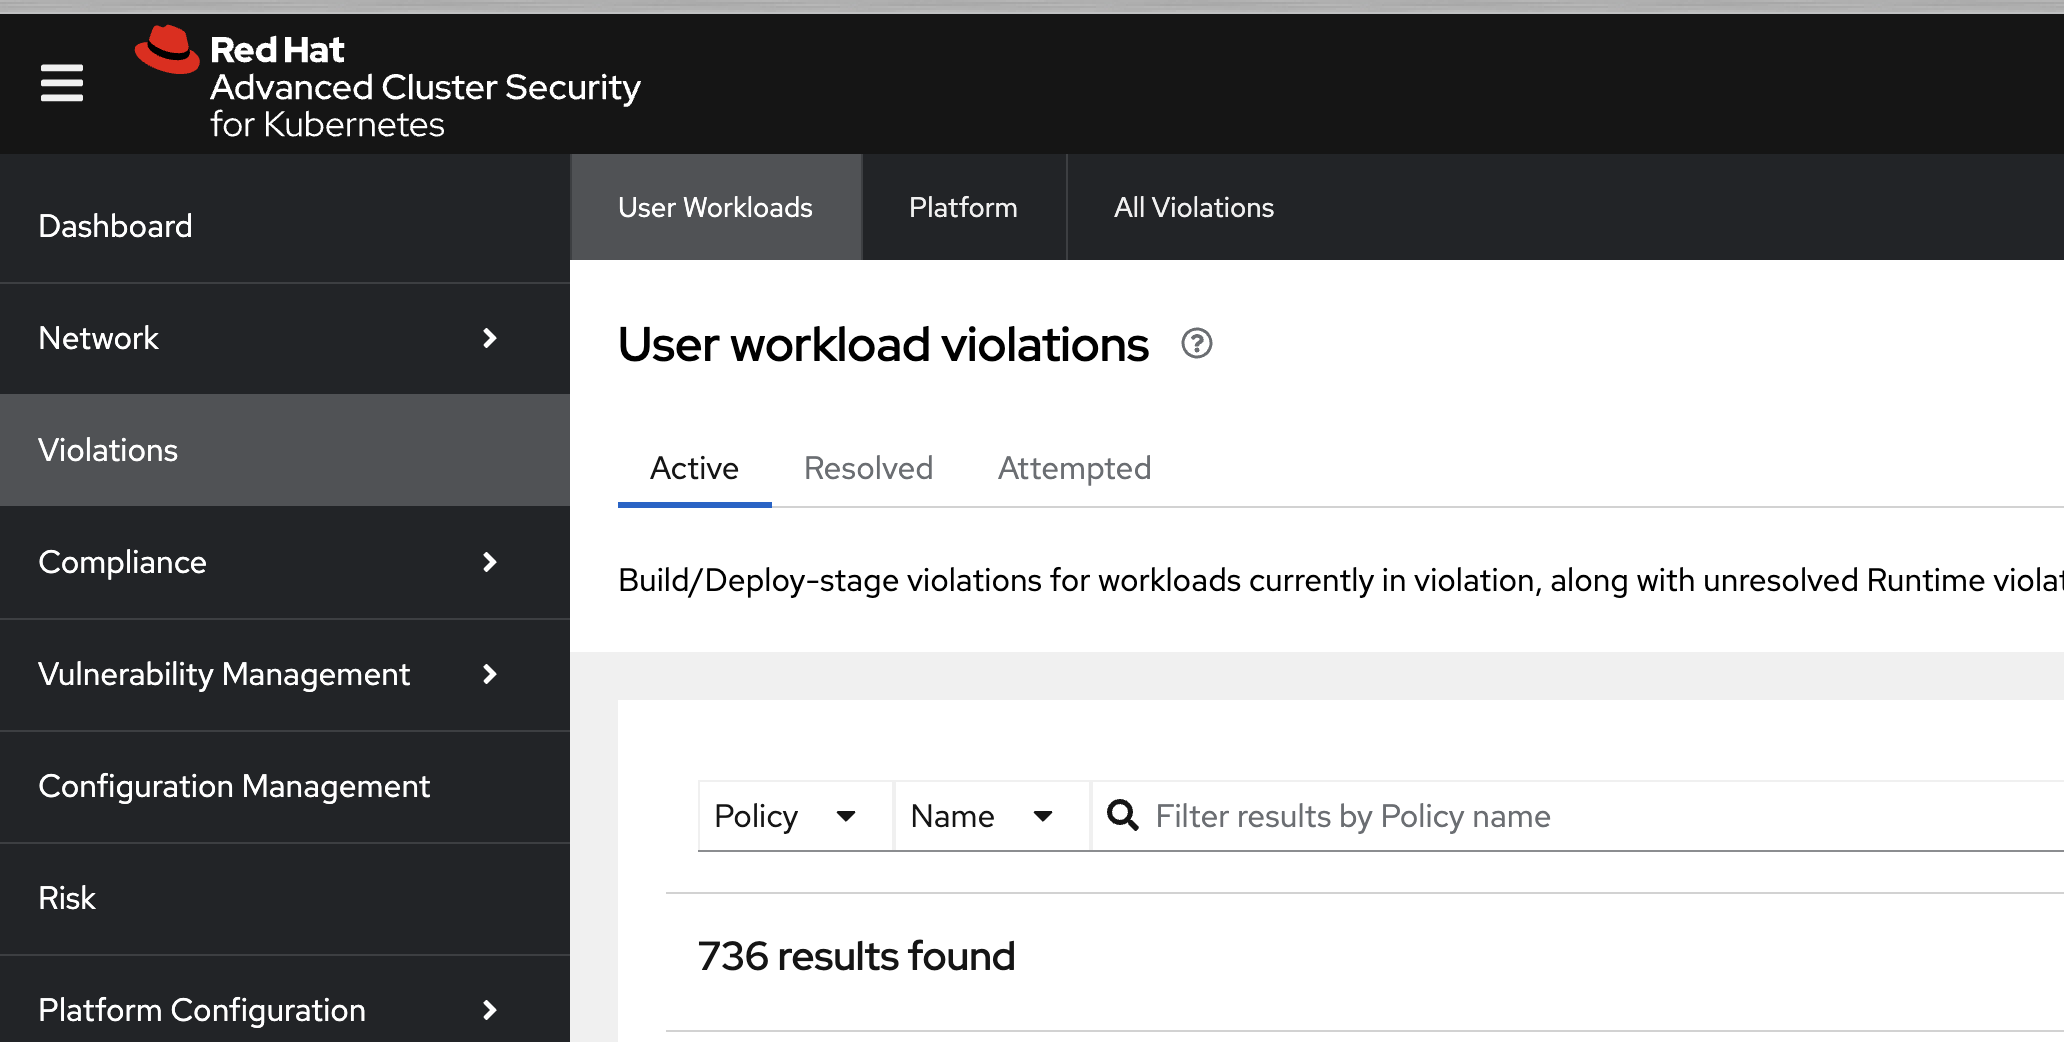 Red Hat
Advanced Cluster Security
for Kubernetes
Dashboard
Network
Violations
Compliance
Vulnerability Management
Configuration Management
Risk
Platform Configuration
User Workloads
Platform
All Violations
User workload violations
Active
Resolved
Attempted
Build/Deploy-stage violations for workloads currently in violation, along with unresolved Runtime
Policy
Name
Filter results by Policy name
736 results found